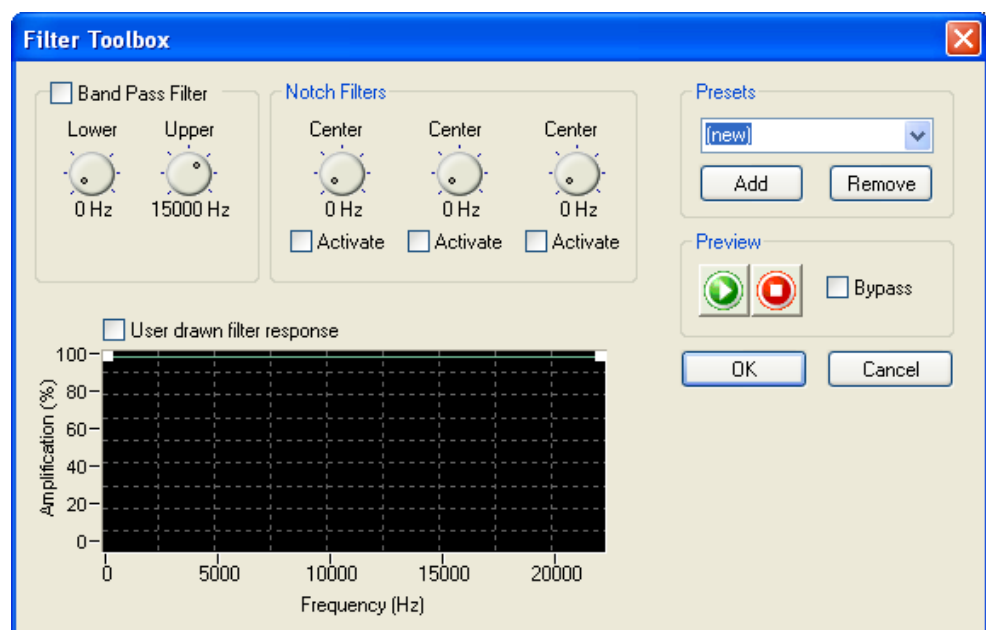 Filter Toolbox
Band Pass Filter
Lower Upper
0 Hz 15000 Hz
Notch Filters
Center Center Center
0 Hz 0 Hz 0 Hz
Activate Activate Activate
Presets
(new)
Add Remove
Preview
Bypass
OK Cancel
User drawn filter response
Amplification (%)
100
80
60
40
20
0
0 5000 10000 15000 20000
Frequency (Hz)